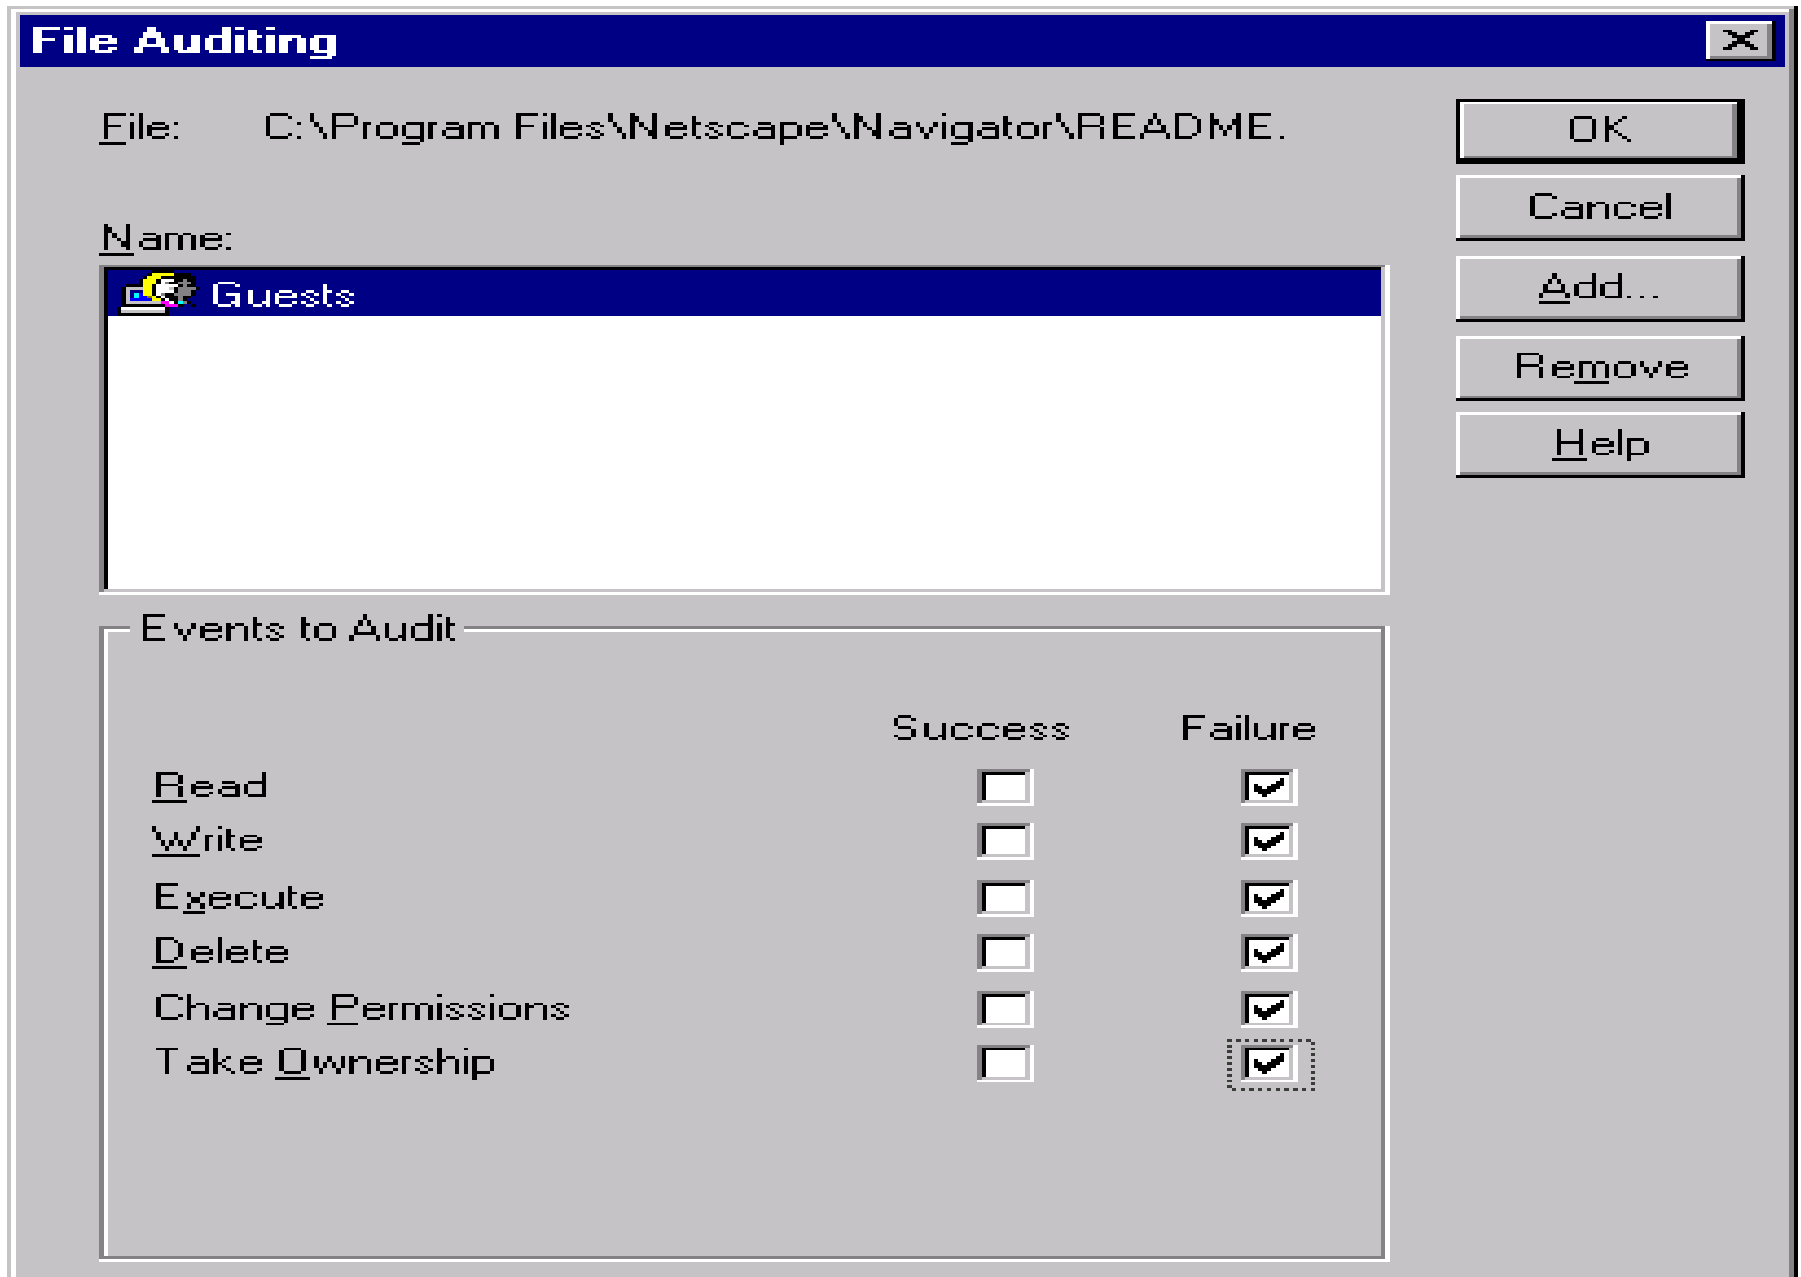 File Auditing
File: C:\Program Files\Netscape\Navigator\README.
OK
Cancel
Name:
Add...
Guests
Remove
Help
Events to Audit
Success Failure
Read
Write
Execute
Delete
Change Permissions
Take Ownership